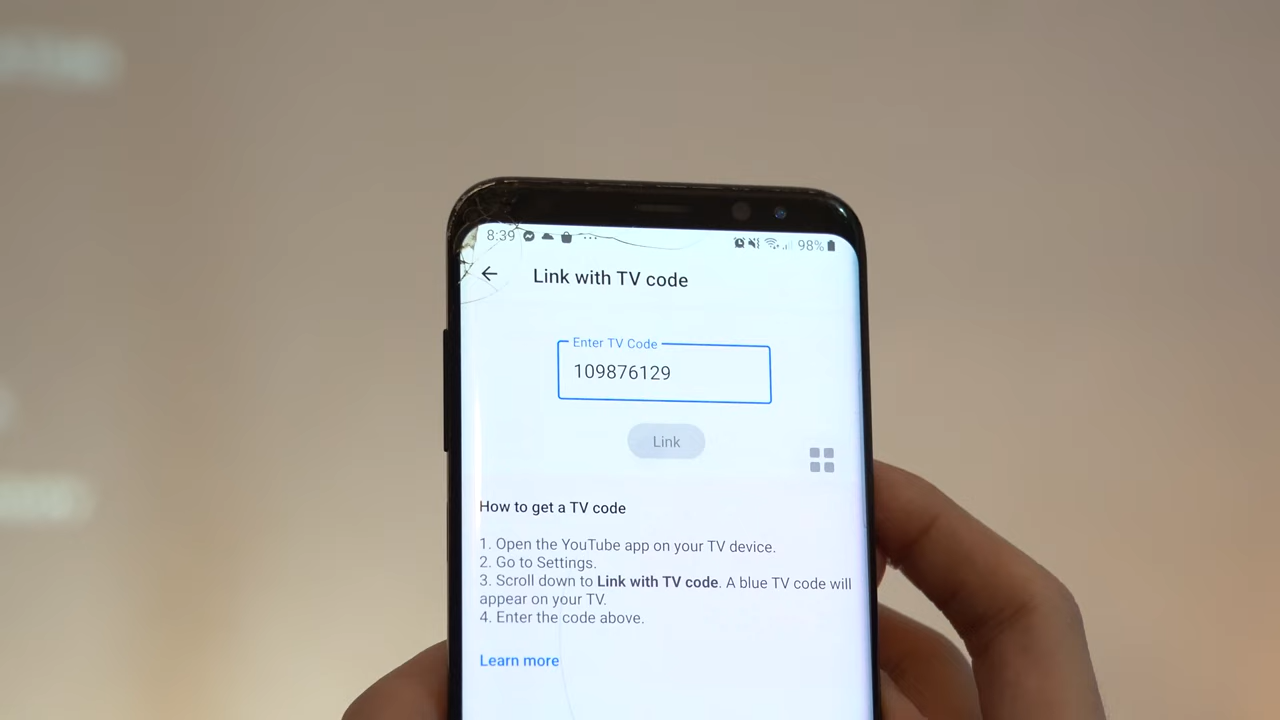 8:39 98%
Link with TV code
Enter TV Code
109876129
Link
How to get a TV code
1. Open the YouTube app on your TV device.
2. Go to Settings.
3. Scroll down to Link with TV code. A blue TV code will
appear on your TV.
4. Enter the code above.
Learn more